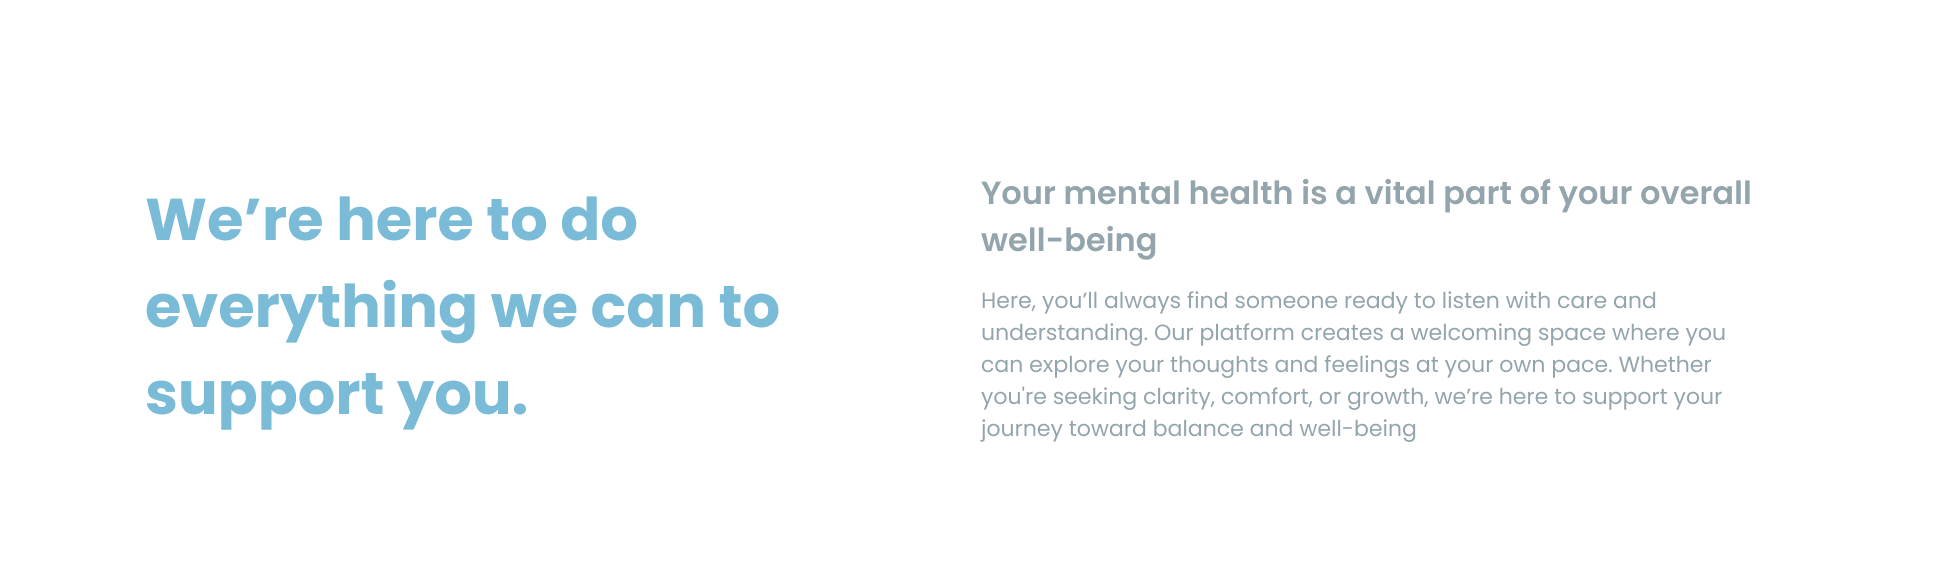 We’re here to do
everything we can to
support you.
Your mental health is a vital part of your overall
well-being
Here, you’ll always find someone ready to listen with care and
understanding. Our platform creates a welcoming space where you
can explore your thoughts and feelings at your own pace. Whether
you're seeking clarity, comfort, or growth, we’re here to support your
journey toward balance and well-being